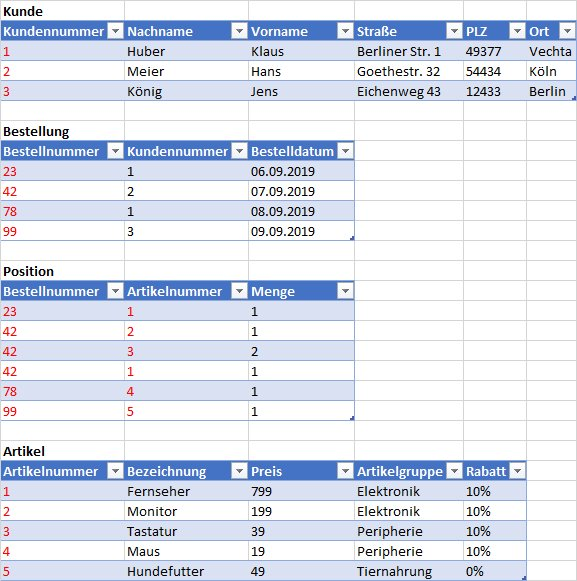 Kunde
Kundennummer Nachname Vorname Straße PLZ Ort
1 Huber Klaus Berliner Str. 1 49377 Vechta
2 Meier Hans Goethestr. 32 54434 Köln
3 König Jens Eichenweg 43 12433 Berlin
Bestellung
Bestellnummer Kundennummer Bestelldatum
23 1 06.09.2019
42 2 07.09.2019
78 1 08.09.2019
99 3 09.09.2019
Position
Bestellnummer Artikelnummer Menge
23 1 1
42 2 1
42 3 2
42 1 1
78 4 1
99 5 1
Artikel
Artikelnummer Bezeichnung Preis Artikelgruppe Rabatt
1 Fernseher 799 Elektronik 10%
2 Monitor 199 Elektronik 10%
3 Tastatur 39 Peripherie 10%
4 Maus 19 Peripherie 10%
5 Hundefutter 49 Tiernahrung 0%